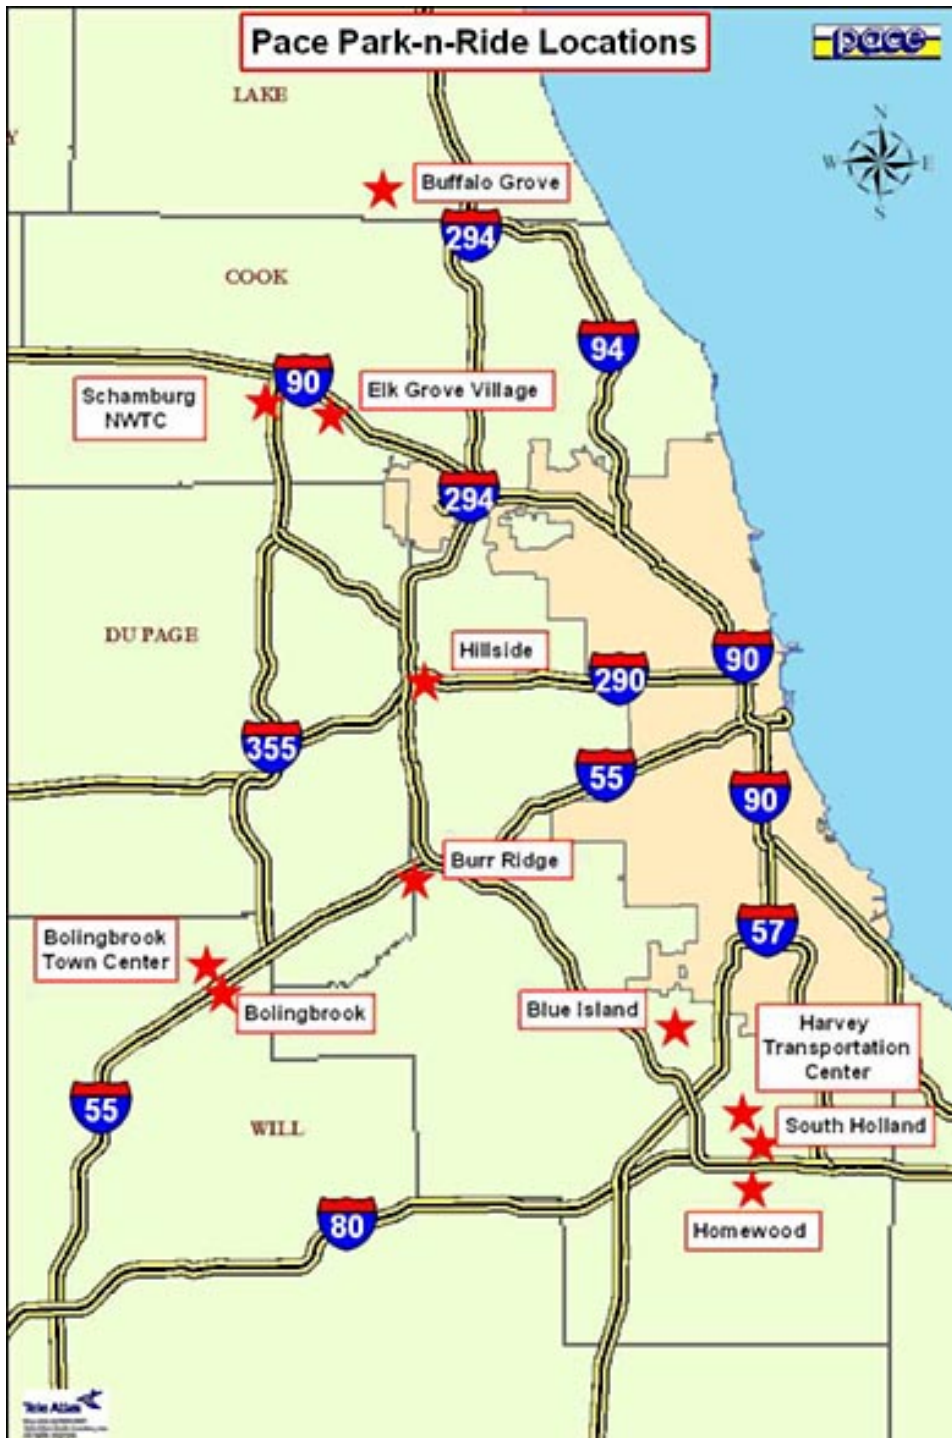 Pace Park-n-Ride Locations
pace
LAKE
N
W
E
S
Y
Buffalo Grove
294
COOK
94
90
Schamburg
NWTC
Elk Grove Village
294
DU PAGE
Hillside
290
90
355
55
90
Burr Ridge
57
Bolingbrook
Town Center
Bolingbrook
Blue Island
Harvey
Transportation
Center
55
WILL
South Holland
80
Homewood
Tele Atlas